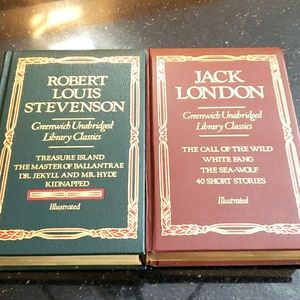 ROBERT
LOUIS
STEVENSON
Greenwich Unabridged
Library Classics
TREASURE ISLAND
THE MASTER OF BALLANTRAE
DR. JEKYLL AND MR. HYDE
KIDNAPPED
Illustrated
JACK
LONDON
Greenwich Unabridged
Library Classics
THE CALL OF THE WILD
WHITE FANG
THE SEA-WOLF
40 SHORT STORIES
Illustrated